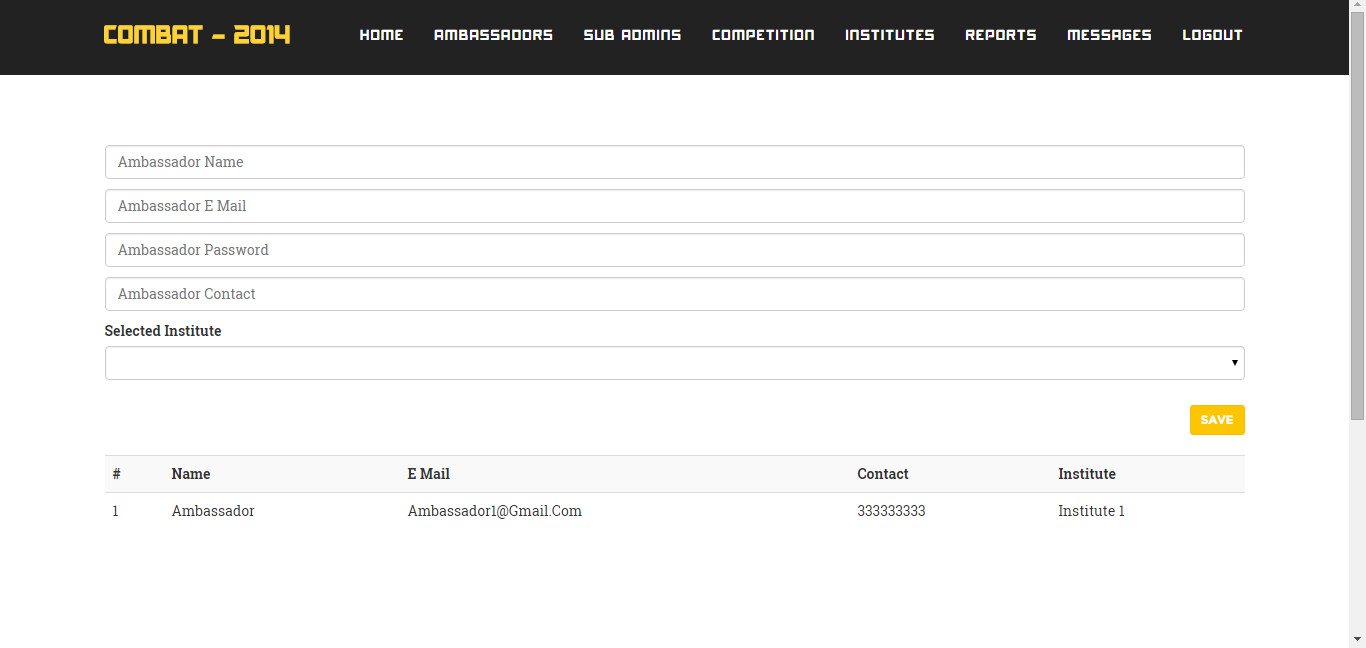 COMBAT - 2014 HOME AMBASSADORS SUB ADMINS COMPETITION INSTITUTES REPORTS MESSAGES LOGOUT
Ambassador Name
Ambassador E Mail
Ambassador Password
Ambassador Contact
Selected Institute
SAVE
# Name E Mail Contact Institute
1 Ambassador Ambassador1@Gmail.Com 333333333 Institute 1